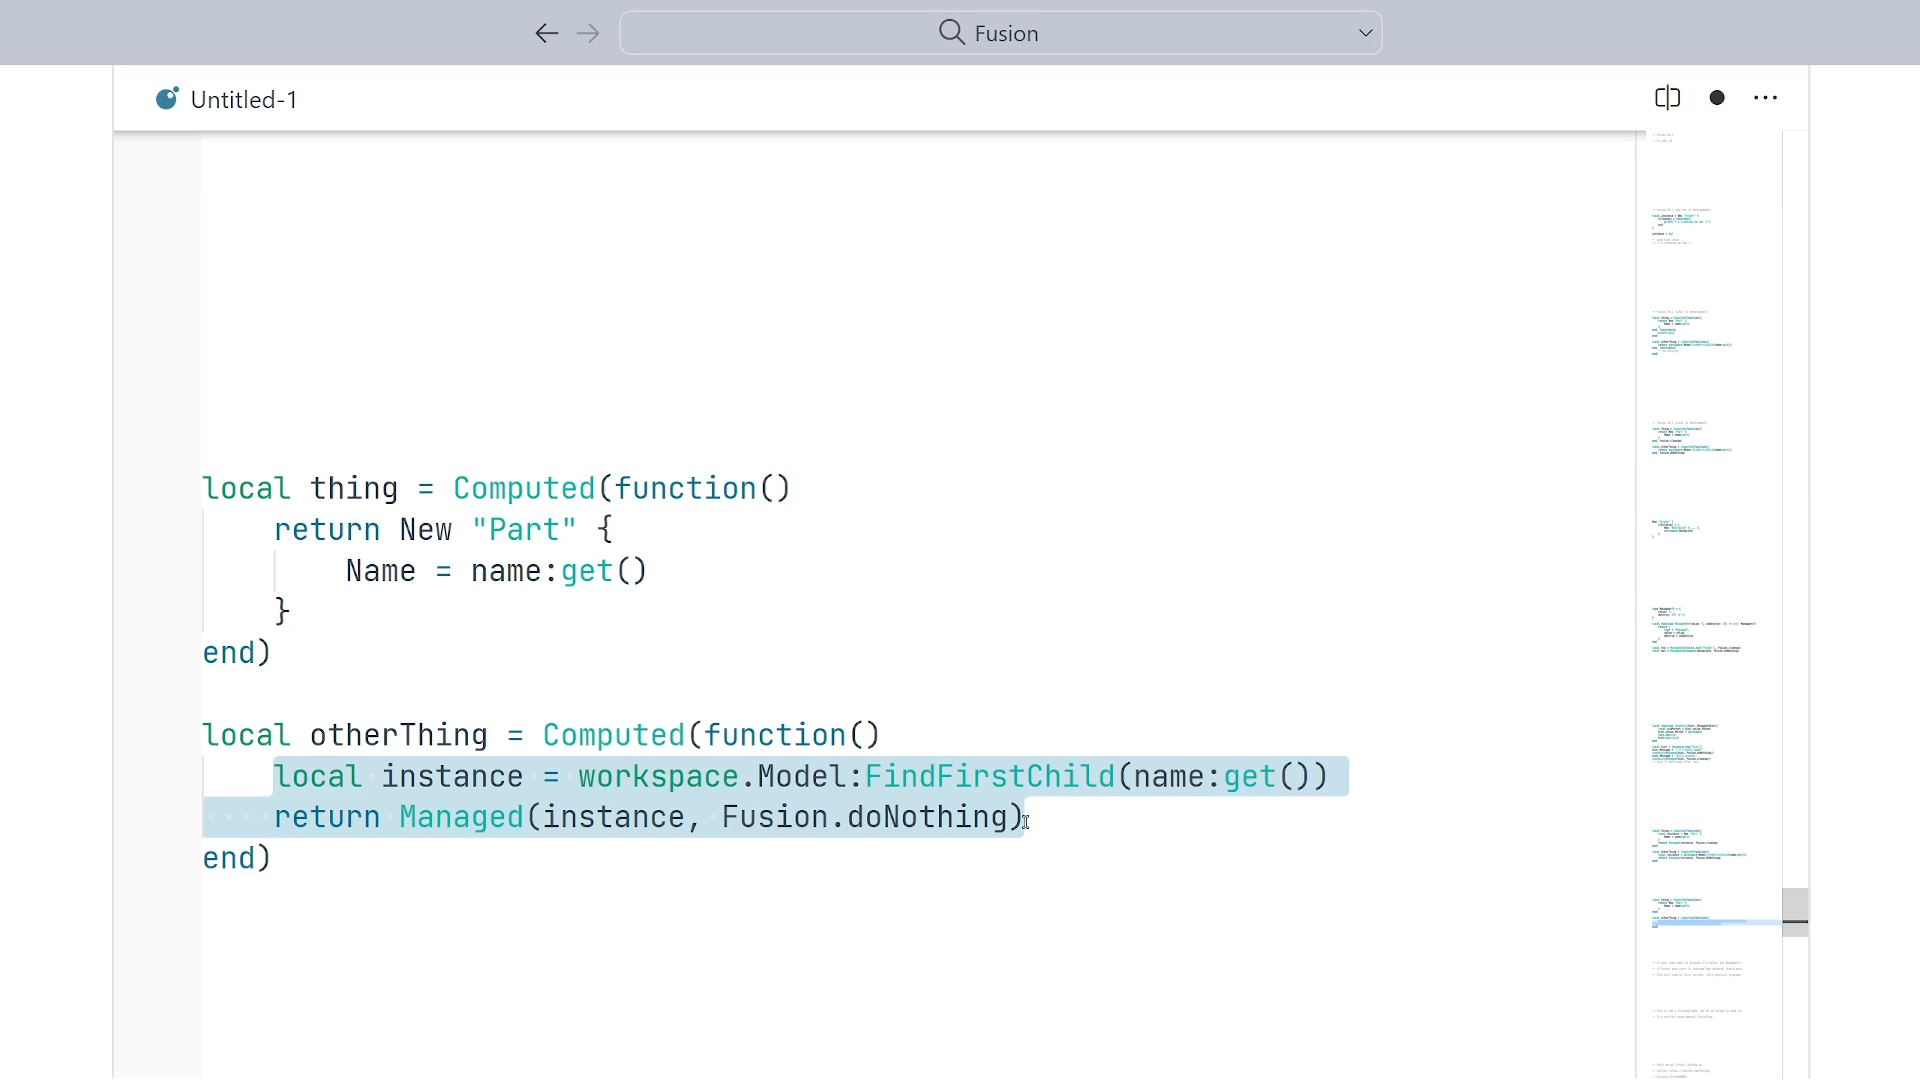 Fusion
Untitled-1
local thing = Computed(function()
    return New "Part" {
        Name = name:get()
    }
end)
local otherThing = Computed(function()
    local instance = workspace.Model:FindFirstChild(name:get())
    return Managed(instance, Fusion.doNothing)
end)